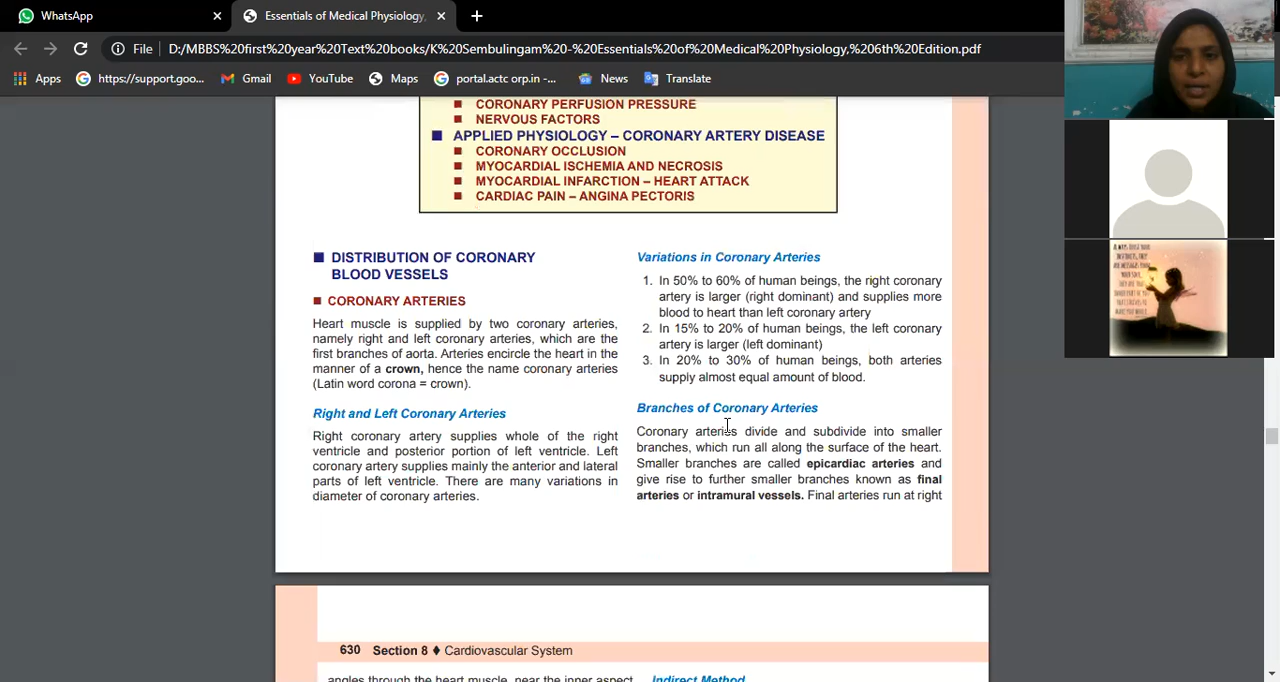 WhatsApp
Essentials of Medical Physiology,
File
D:/MBBS%20first%20year%20Text%20books/K%20Sembulingam%20-%20Essentials%20of%20Medical%20Physiology,%206th%20Edition.pdf
Apps
https://support.goo...
Gmail
YouTube
Maps
portal.actc orp.in -...
News
Translate
CORONARY PERFUSION PRESSURE
NERVOUS FACTORS
APPLIED PHYSIOLOGY – CORONARY ARTERY DISEASE
CORONARY OCCLUSION
MYOCARDIAL ISCHEMIA AND NECROSIS
MYOCARDIAL INFARCTION – HEART ATTACK
CARDIAC PAIN – ANGINA PECTORIS
DISTRIBUTION OF CORONARY
BLOOD VESSELS
CORONARY ARTERIES
Heart muscle is supplied by two coronary arteries,
namely right and left coronary arteries, which are the
first branches of aorta. Arteries encircle the heart in the
manner of a crown, hence the name coronary arteries
(Latin word corona = crown).
Right and Left Coronary Arteries
Right coronary artery supplies whole of the right
ventricle and posterior portion of left ventricle. Left
coronary artery supplies mainly the anterior and lateral
parts of left ventricle. There are many variations in
diameter of coronary arteries.
Variations in Coronary Arteries
1. In 50% to 60% of human beings, the right coronary
artery is larger (right dominant) and supplies more
blood to heart than left coronary artery
2. In 15% to 20% of human beings, the left coronary
artery is larger (left dominant)
3. In 20% to 30% of human beings, both arteries
supply almost equal amount of blood.
Branches of Coronary Arteries
Coronary arteries divide and subdivide into smaller
branches, which run all along the surface of the heart.
Smaller branches are called epicardiac arteries and
give rise to further smaller branches known as final
arteries or intramural vessels. Final arteries run at right
630 Section 8 ♦ Cardiovascular System
angles through the heart muscle, near the inner aspect
Indirect Method